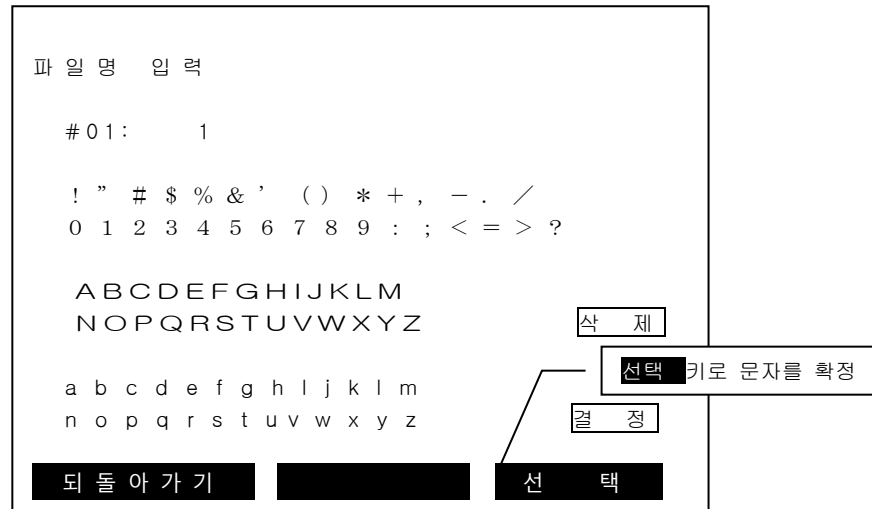 파일명 입력
#01: 1
! ” # $ % & ’ ( ) * + , － . ／
0 1 2 3 4 5 6 7 8 9 : ; < = > ?
ABCDEFGHIJKLM
NOPQRSTUVWXYZ
삭 제
선택 키로 문자를 확정
a b c d e f g h I j k l m
n o p q r s t u v w x y z
결 정
되돌아가기
선 택